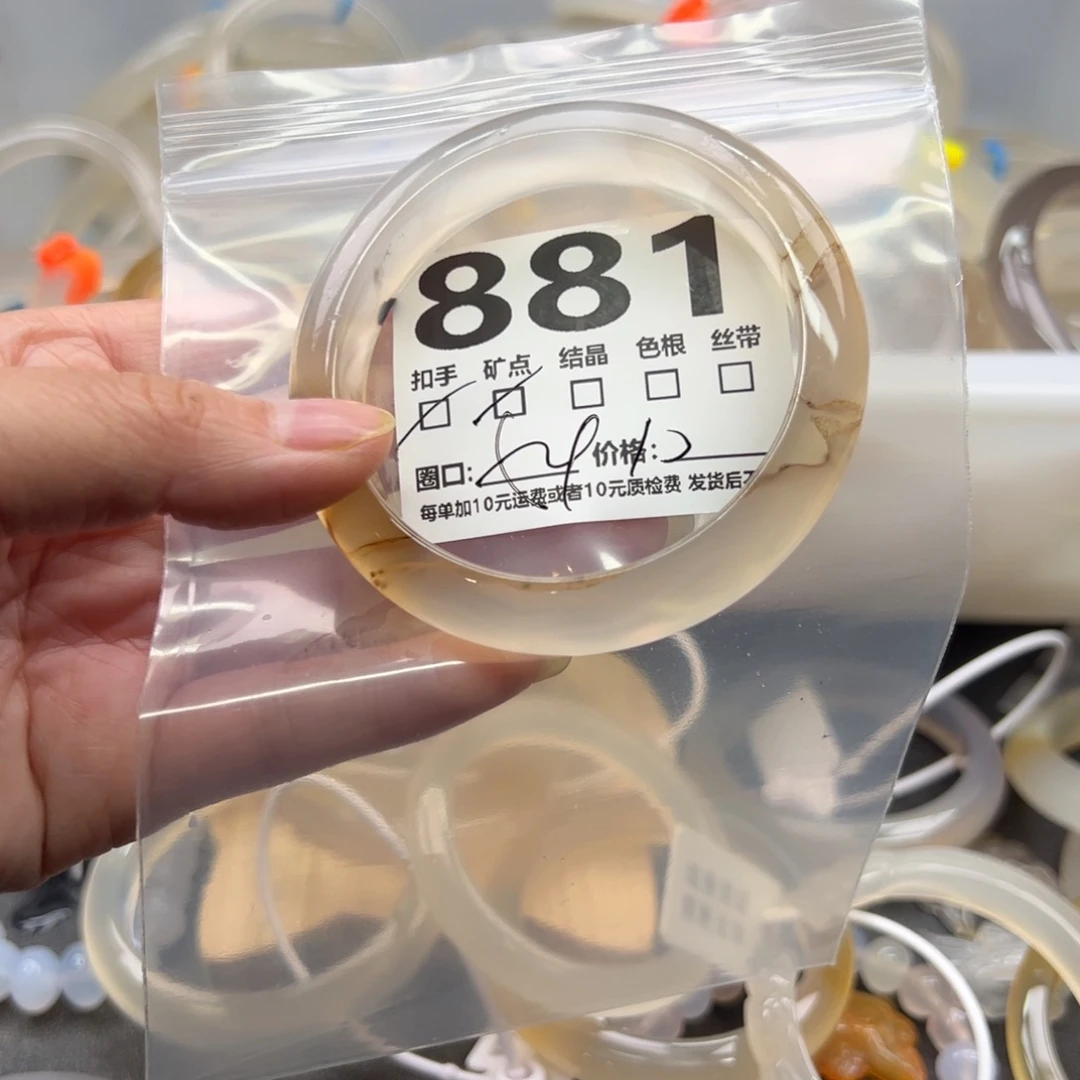 881
扣手 矿点 结晶 色根 丝带
圈口: 价格:
每单加10元运费或者10元质检费 发货后